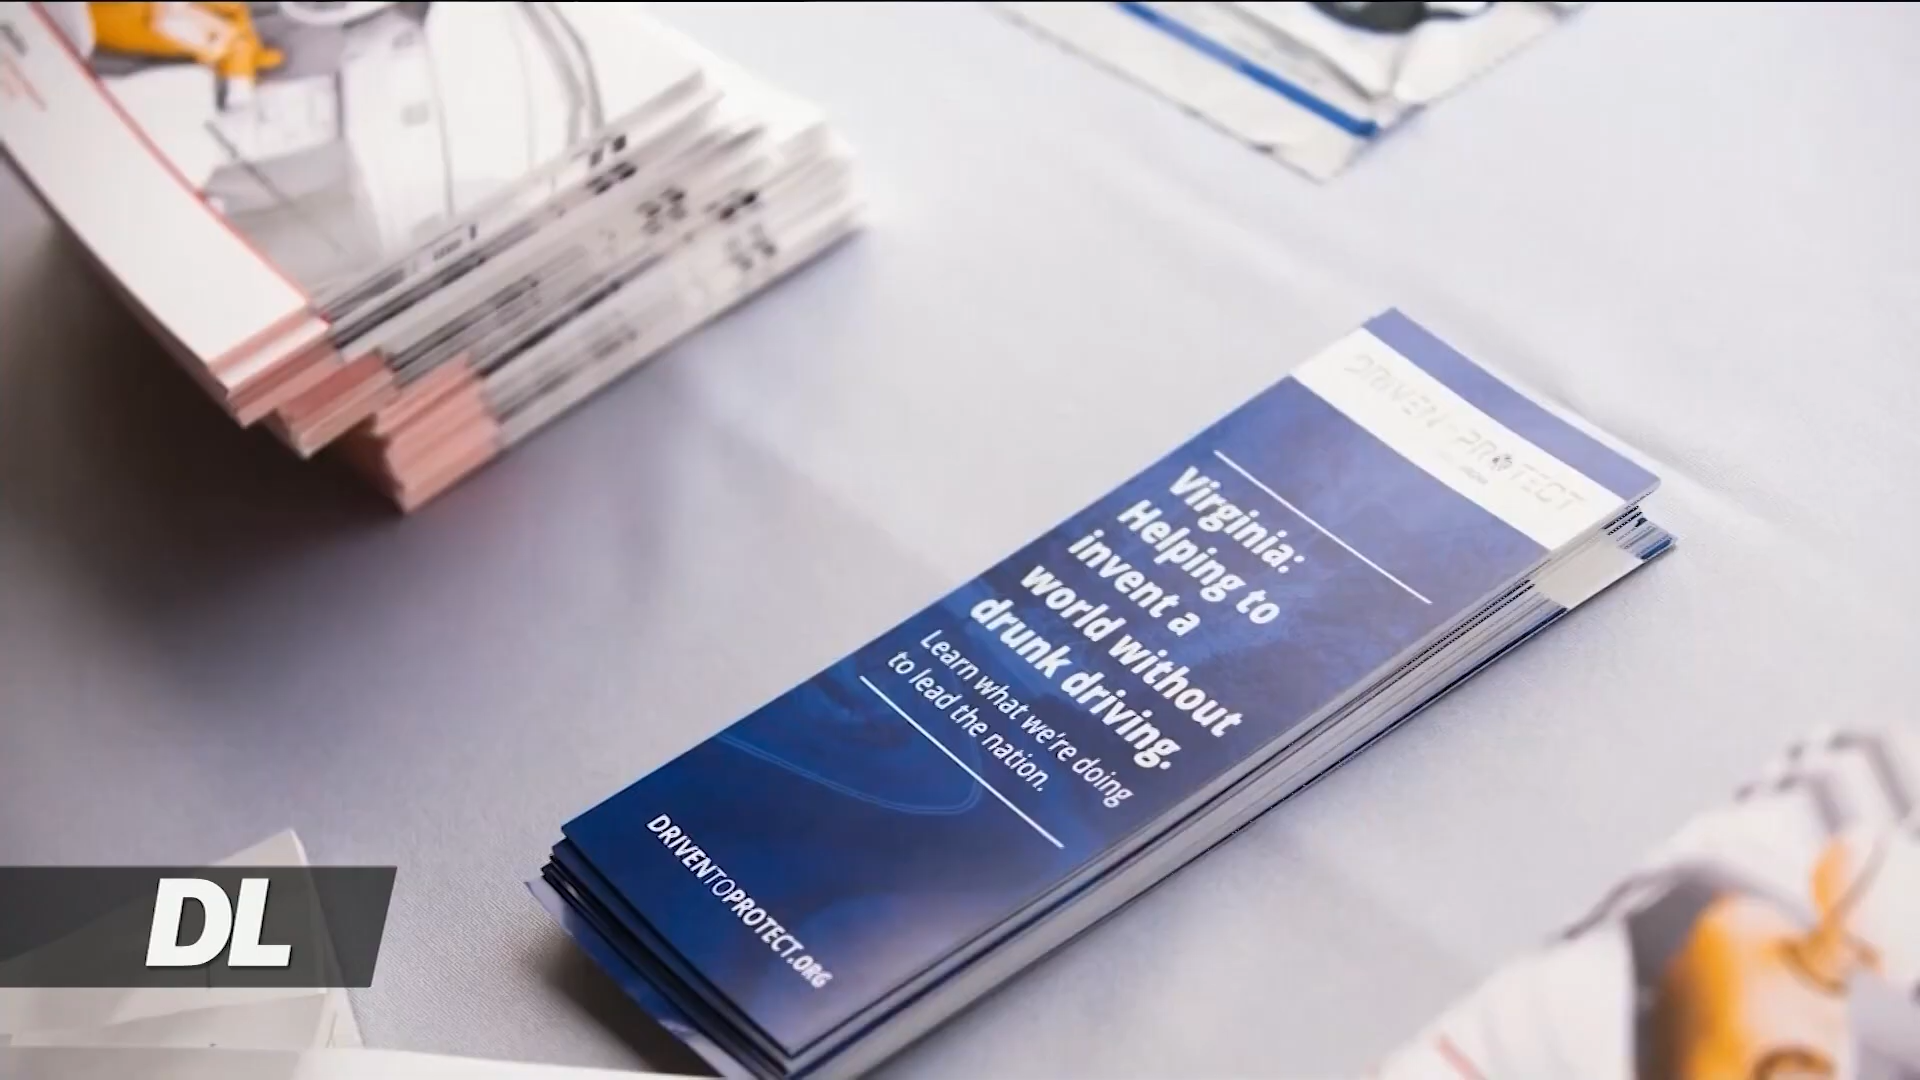 DRIVEN TO PROTECT
Virginia:
Helping to
invent a
world without
drunk driving.
Learn what we're doing
to lead the nation.
DRIVENTOPROTECT.ORG
DL